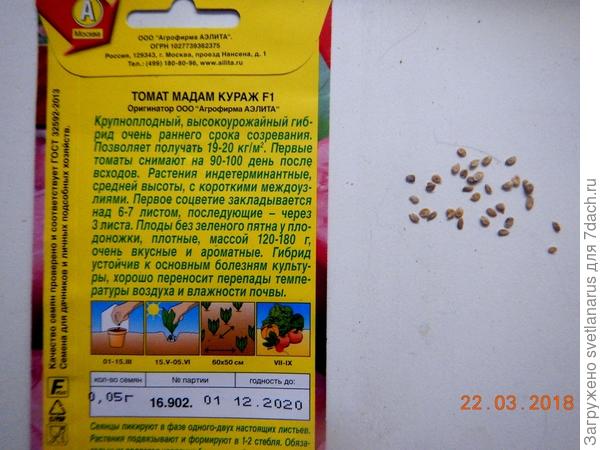 А
Москва
ООО "Агрофирма АЭЛИТА".
ОГРН 1027739362375
Россия, 129343, г. Москва, проезд Нансена, д. 1
Тел.: (499) 180-80-96, www.ailita.ru
ТОМАТ МАДАМ КУРАЖ F1
Оригинатор ООО "Агрофирма АЭЛИТА"
Крупноплодный, высокоурожайный гиб-
рид очень раннего срока созревания.
Позволяет получать 19-20 кг/м². Первые
томаты снимают на 90-100 день после
всходов. Растения индетерминантные,
средней высоты, с короткими междоуз-
лиями. Первое соцветие закладывается
над 6-7 листом, последующие – через
3 листа. Плоды без зеленого пятна у пло-
доножки, плотные, массой 120-180 г,
очень вкусные и ароматные. Гибрид
устойчив к основным болезням культу-
ры, хорошо переносит перепады темпе-
ратуры воздуха и влажности почвы.
01-15.III
15.V-05.VI
60x50 см
VII-IX
кол-во семян
№ партии
годность до:
0,05г
16.902.
01 12.2020
Сеянцы пикируют в фазе одного-двух настоящих листьев.
Растения подвязывают и формируют в 1-2 стебля. Обяза-
Качество семян проверено и соответствует ГОСТ 32592-2013
Семена для дачников и личных подсобных хозяйств.
22.03.2018
Загружено svetlanarus для 7dach.ru